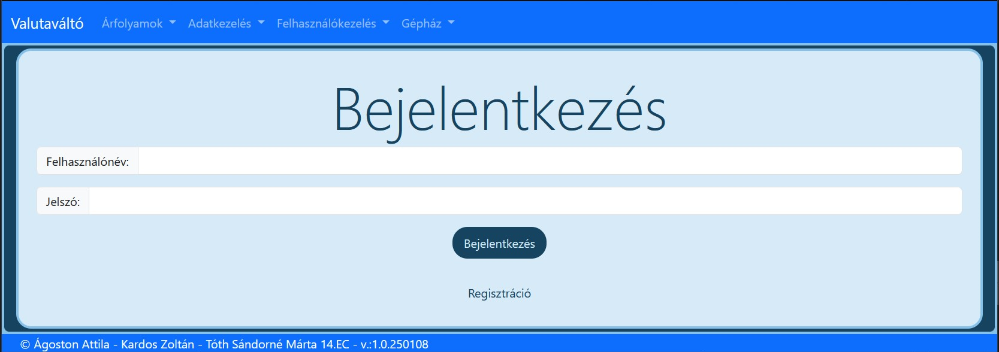 Valutaváltó Árfolyamok Adatkezelés Felhasználókezelés Gépház
Bejelentkezés
Felhasználónév:
Jelszó:
Bejelentkezés
Regisztráció
© Ágoston Attila - Kardos Zoltán - Tóth Sándorné Márta 14.EC - v.:1.0.250108